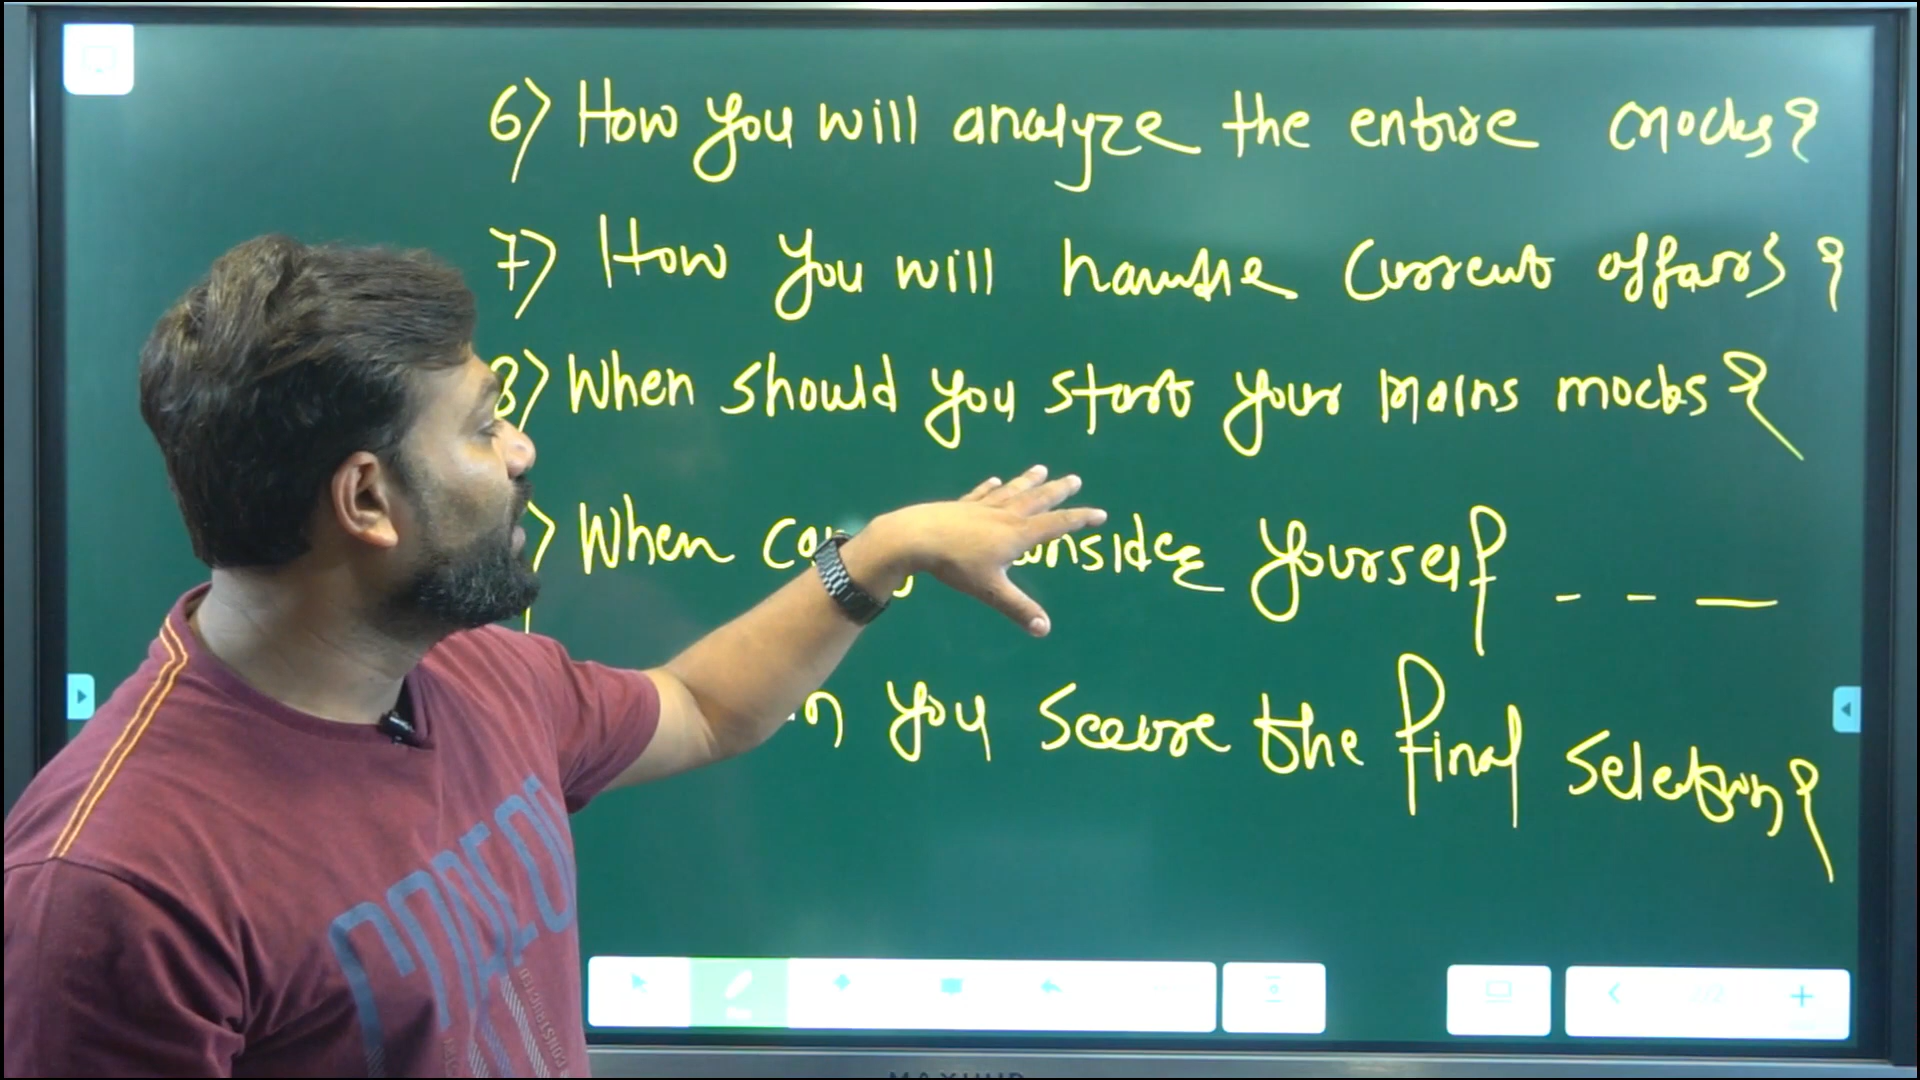 6) How you will analyze the entire mocks?
7) How you will handle Current affairs?
8) When should you start your mains mocks?
) When consider yourself _ _ _
you secure the final selection?